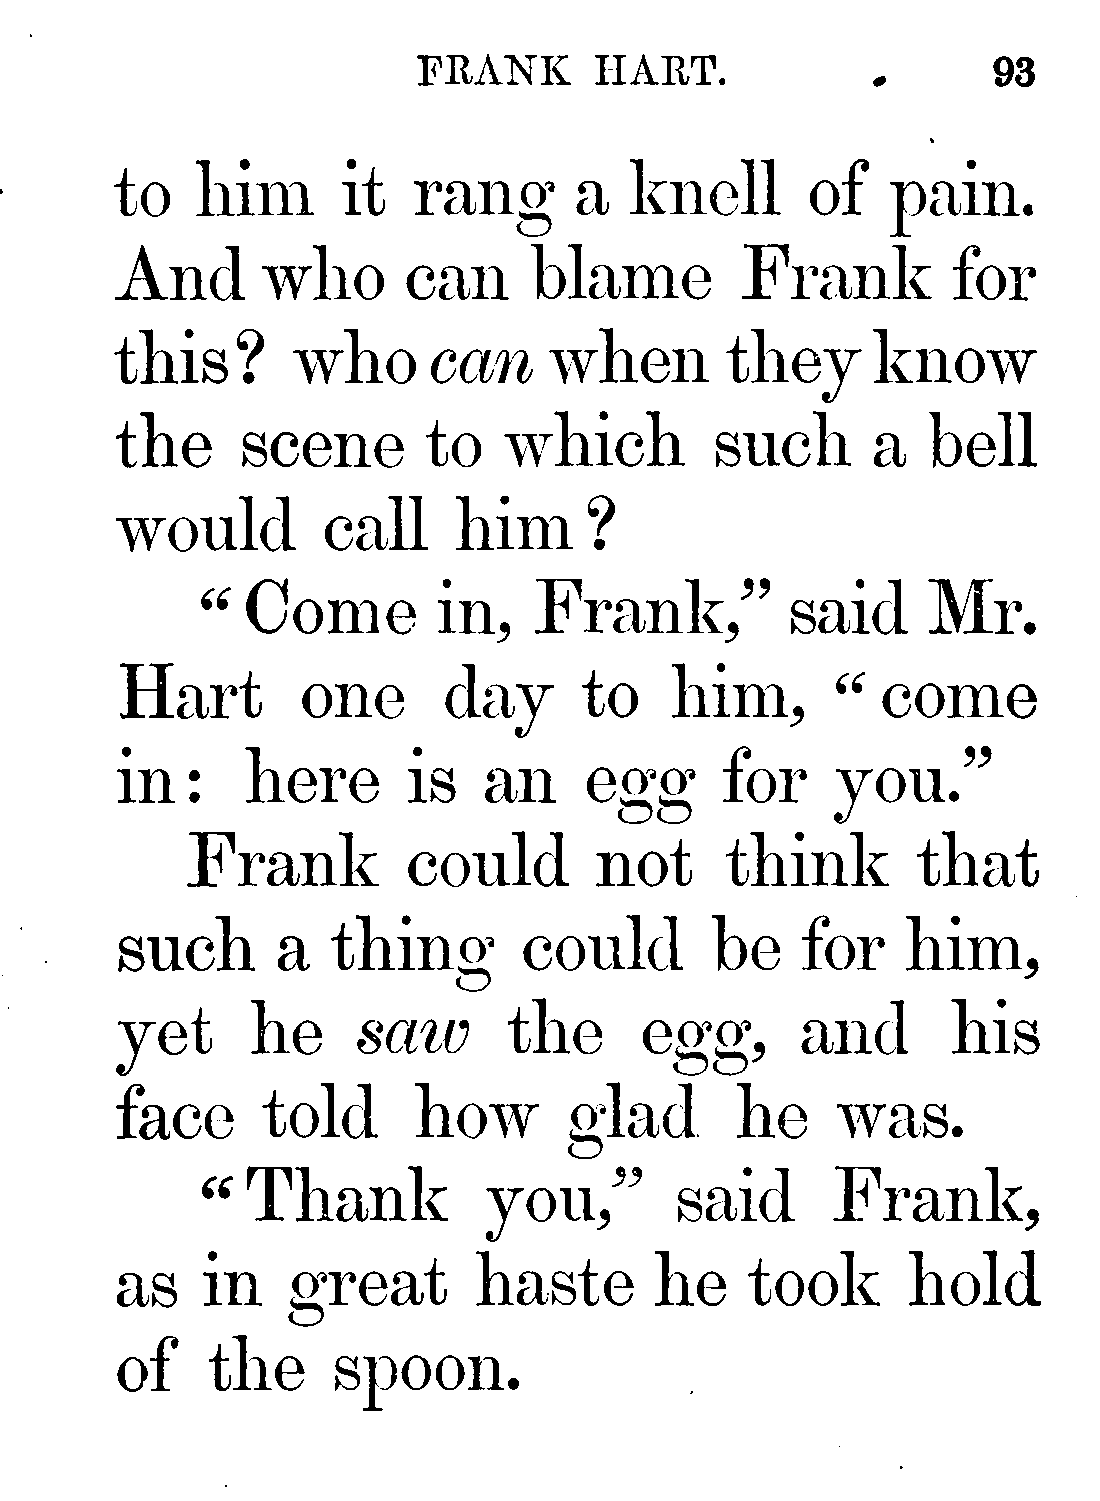 FRANK HART. 93
to him it rang a knell of pain.
And who can blame Frank for
this? who can when they know
the scene to which such a bell
would call him?
“Come in, Frank,” said Mr.
Hart one day to him, “come
in: here is an egg for you.”
Frank could not think that
such a thing could be for him,
yet he saw the egg, and his
face told how glad he was.
“Thank you,” said Frank,
as in great haste he took hold
of the spoon.